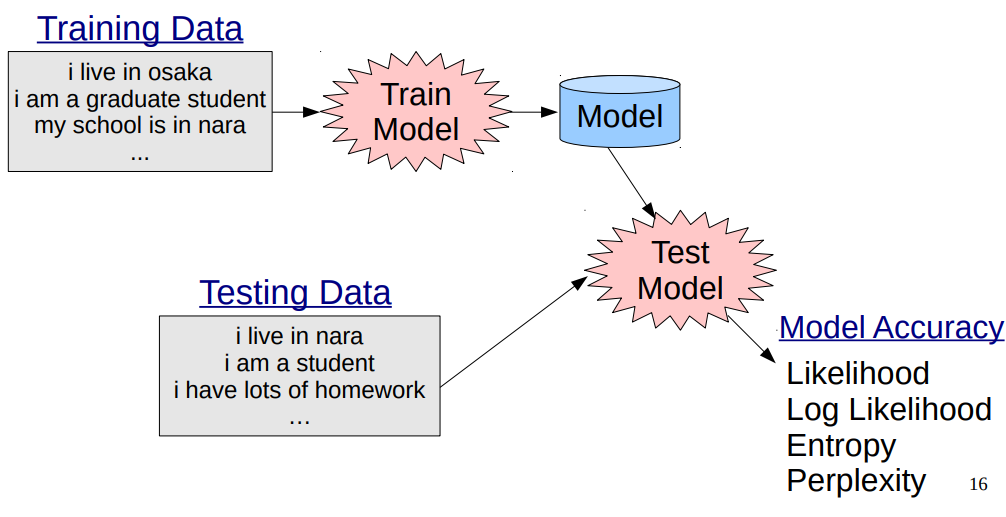 Training Data
i live in osaka
i am a graduate student
my school is in nara
...
Train
Model
Model
Test
Model
Testing Data
i live in nara
i am a student
i have lots of homework
…
Model Accuracy
Likelihood
Log Likelihood
Entropy
Perplexity
16